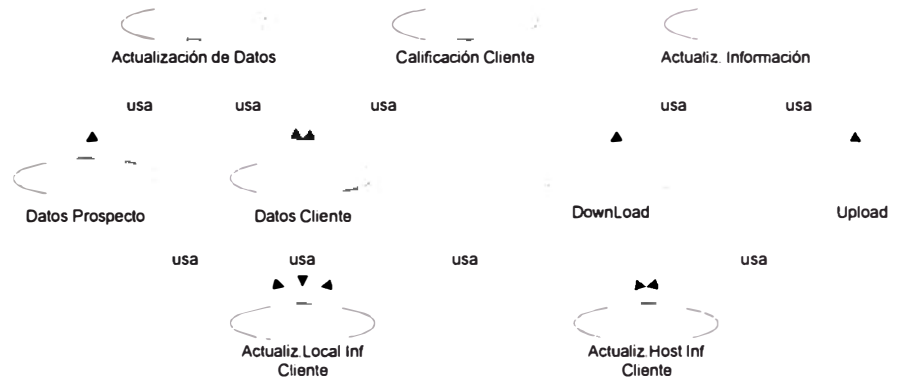 Actualización de Datos
Calificación Cliente
Actualiz. Información
usa
usa
usa
usa
usa
Datos Prospecto
Datos Cliente
DownLoad
Upload
usa
usa
usa
usa
Actualiz.Local Inf
Cliente
Actualiz.Host Inf
Cliente